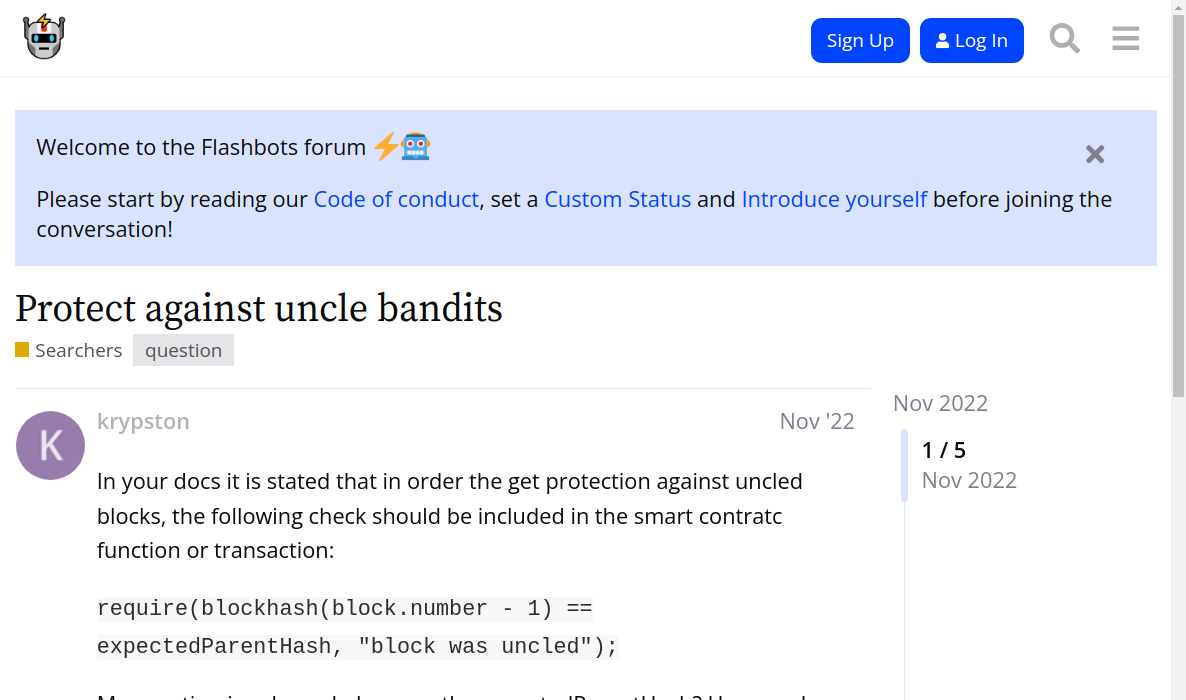 Sign Up
Log In
Welcome to the Flashbots forum
Please start by reading our Code of conduct, set a Custom Status and Introduce yourself before joining the
conversation!
Protect against uncle bandits
Searchers question
K
krypston
Nov '22
In your docs it is stated that in order the get protection against uncled
blocks, the following check should be included in the smart contratc
function or transaction:
require(blockhash(block.number - 1) ==
expectedParentHash, "block was uncled");
Nov 2022
1 / 5
Nov 2022